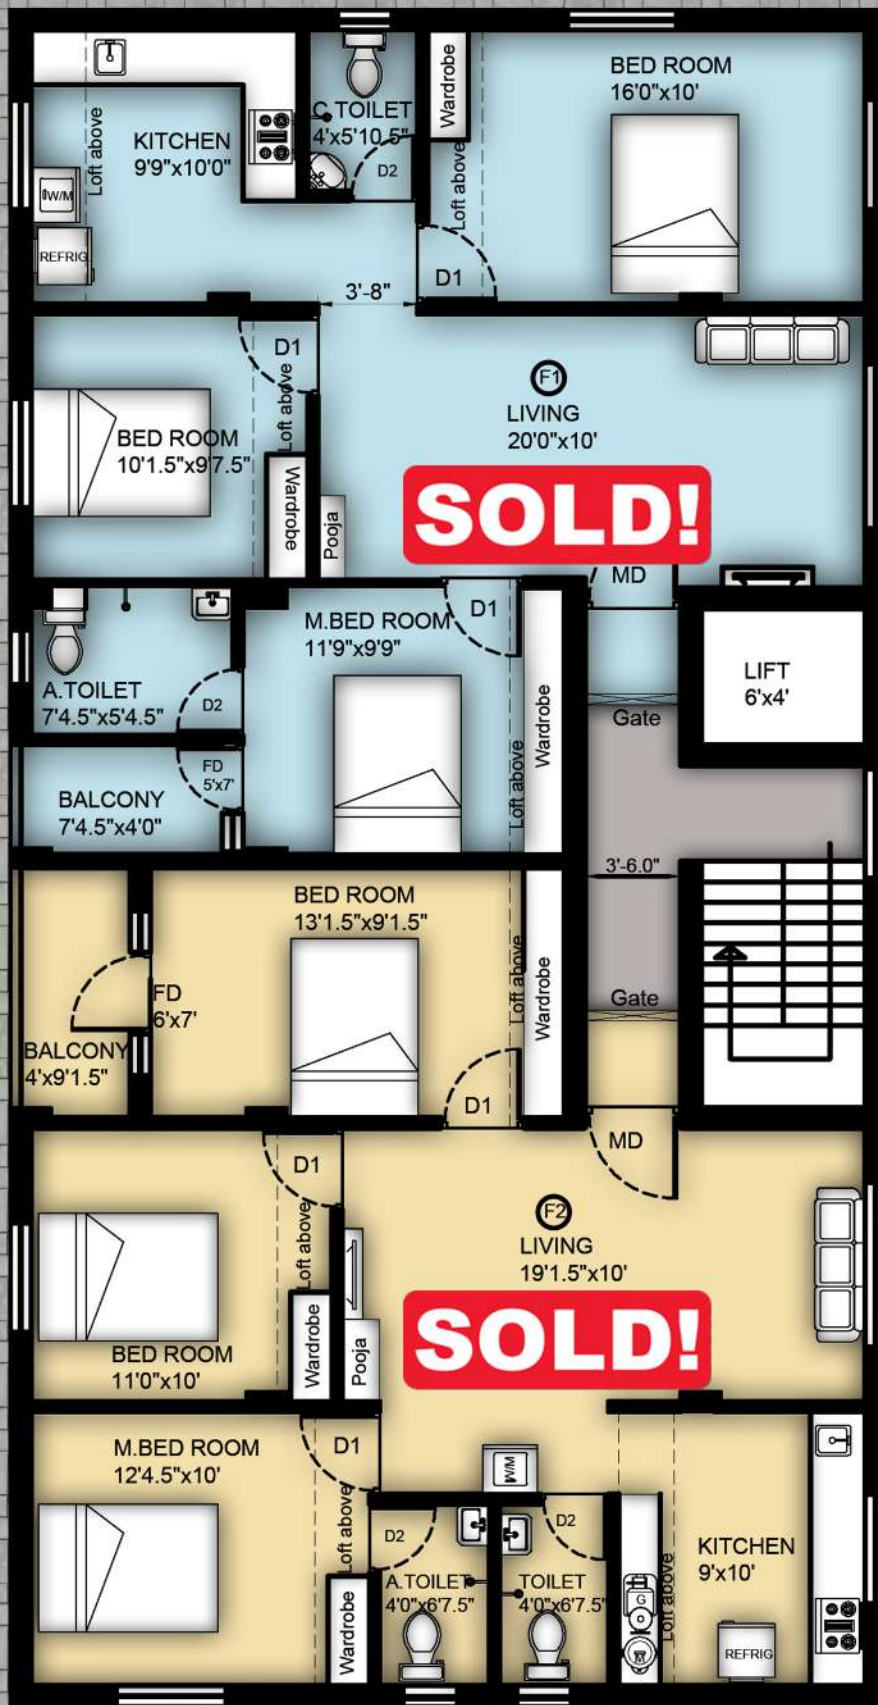 Wardrobe
BED ROOM
16'0"x10'
C.TOILET
4'x5'10.5"
KITCHEN
9'9"x10'0"
Loft above
D2
W/M
Loft above
REFRIG
D1
3'-8"
D1
F1
LIVING
20'0"x10'
Loft above
BED ROOM
10'1.5"x9'7.5"
Wardrobe
SOLD!
Pooja
MD
D1
M.BED ROOM
11'9"x9'9"
LIFT
6'x4'
A.TOILET
7'4.5"x5'4.5"
D2
Wardrobe
Gate
FD
5'x7'
Loft above
BALCONY
7'4.5"x4'0"
3'-6.0"
BED ROOM
13'1.5"x9'1.5"
Loft above
Wardrobe
FD
6'x7'
Gate
BALCONY
4'x9'1.5"
D1
MD
D1
F2
LIVING
19'1.5"x10'
Loft above
SOLD!
BED ROOM
11'0"x10'
Wardrobe
Pooja
M.BED ROOM
12'4.5"x10'
D1
W/M
Loft above
D2
D2
KITCHEN
9'x10'
A.TOILET
4'0"x6'7.5"
TOILET
4'0"x6'7.5"
G
Loft above
Wardrobe
M
REFRIG